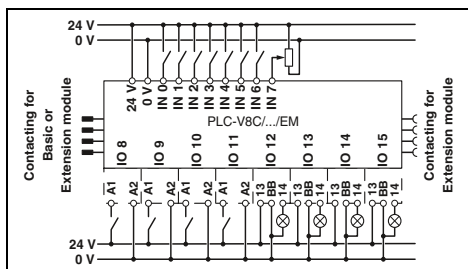 24 V
0 V
24 V 0 V IN 0 IN 1 IN 2 IN 3 IN 4 IN 5 IN 6 IN 7
PLC-V8C/.../EM
Contacting for
Basic or
Extension module
Contacting for
Extension module
IO 8 IO 9 IO 10 IO 11 IO 12 IO 13 IO 14 IO 15
A1 A2 A1 A2 A1 A2 A1 A2 13 BB 14 13 BB 14 13 BB 14 13 BB 14
24 V
0 V